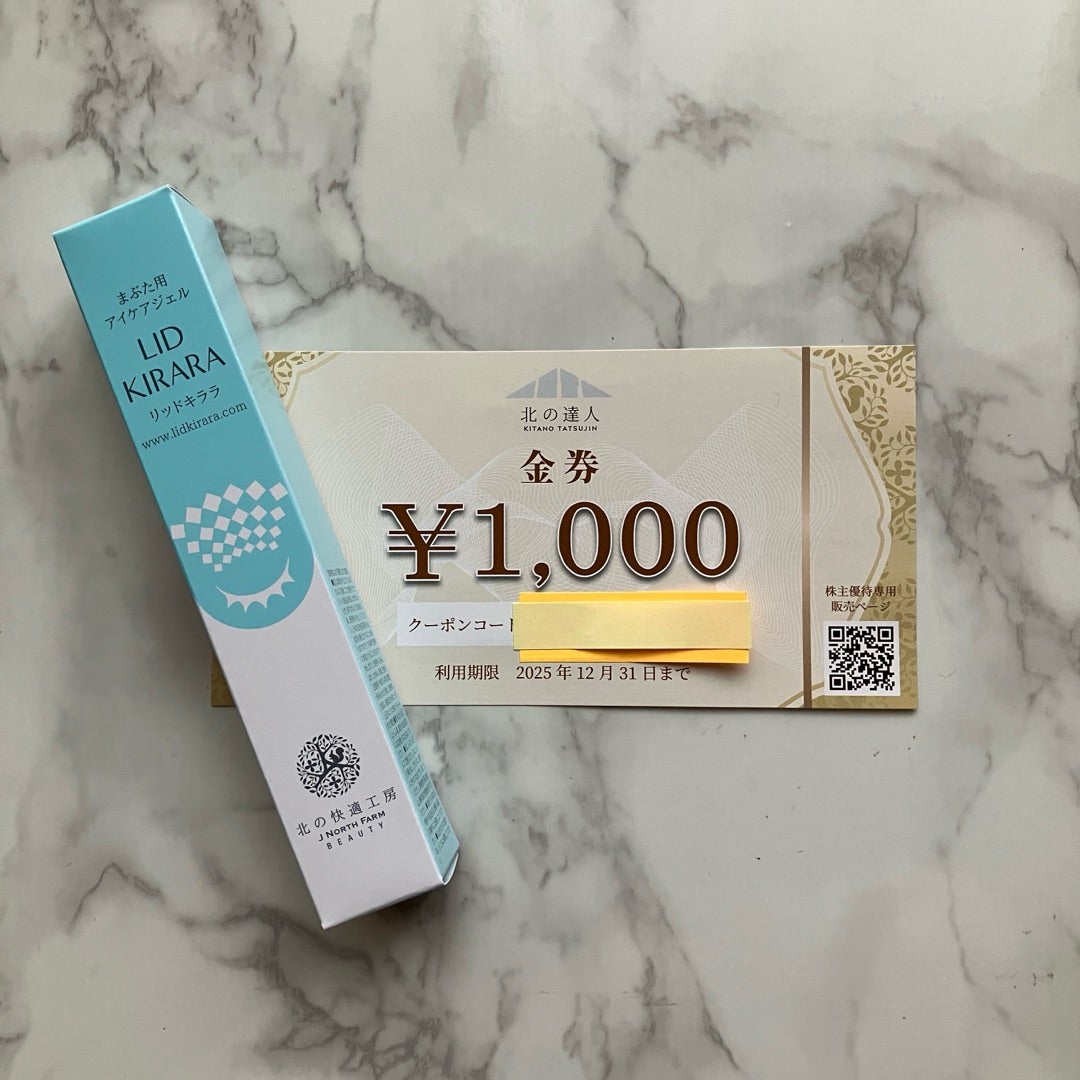 まぶた用
アイケアジェル
LID
KIRARA
リッドキララ
www.lidkirara.com
北の快適工房
J NORTH FARM
BEAUTY
北の達人
KITANO TATSUJIN
金券
¥1,000
クーポンコード
利用期限 2025年12月31日まで
株主優待専用
販売ページ